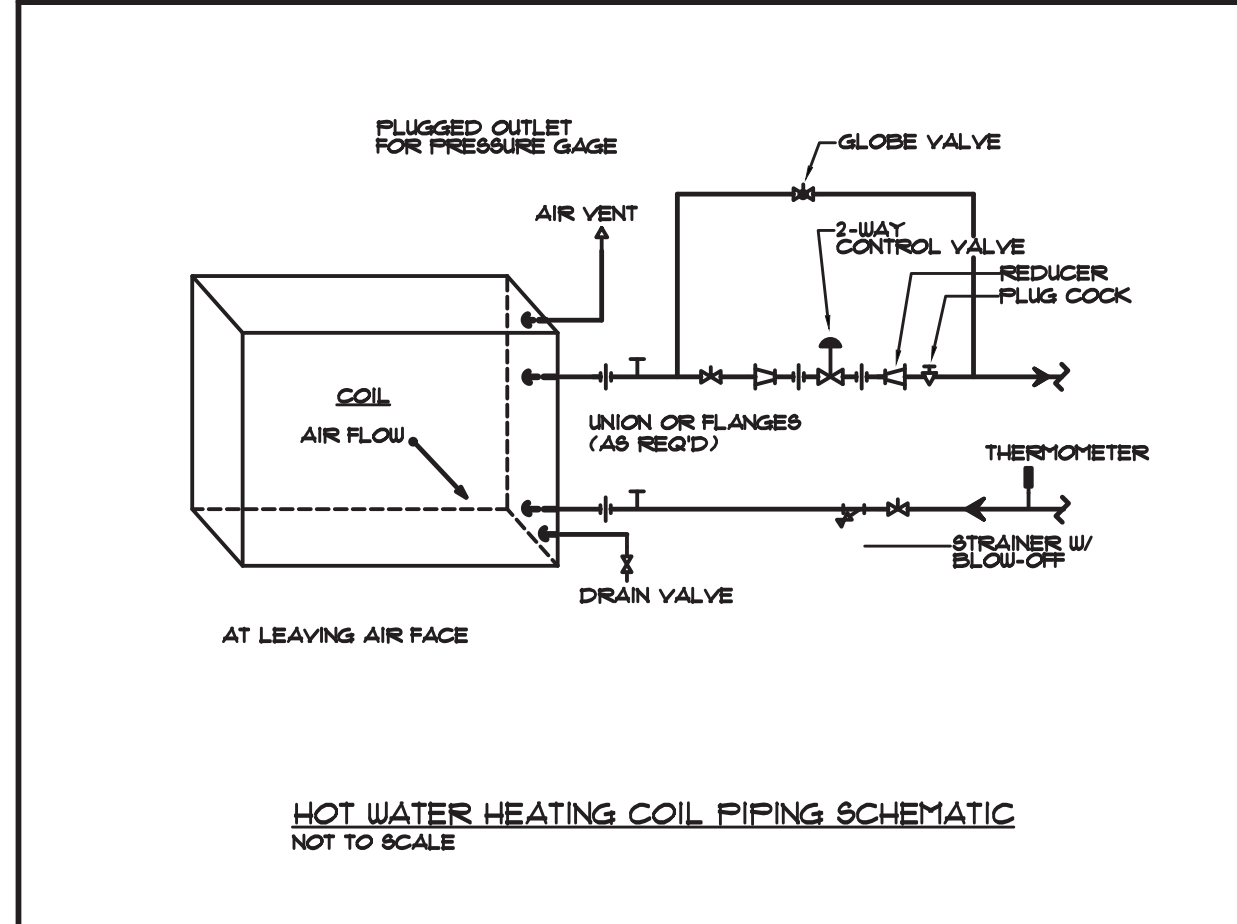 PLUGGED OUTLET
FOR PRESSURE GAGE
GLOBE VALVE
AIR VENT
2-WAY
CONTROL VALVE
REDUCER
PLUG COCK
COIL
AIR FLOW
UNION OR FLANGES
(AS REQ'D)
THERMOMETER
STRAINER W/
BLOW-OFF
DRAIN VALVE
AT LEAVING AIR FACE
HOT WATER HEATING COIL PIPING SCHEMATIC
NOT TO SCALE